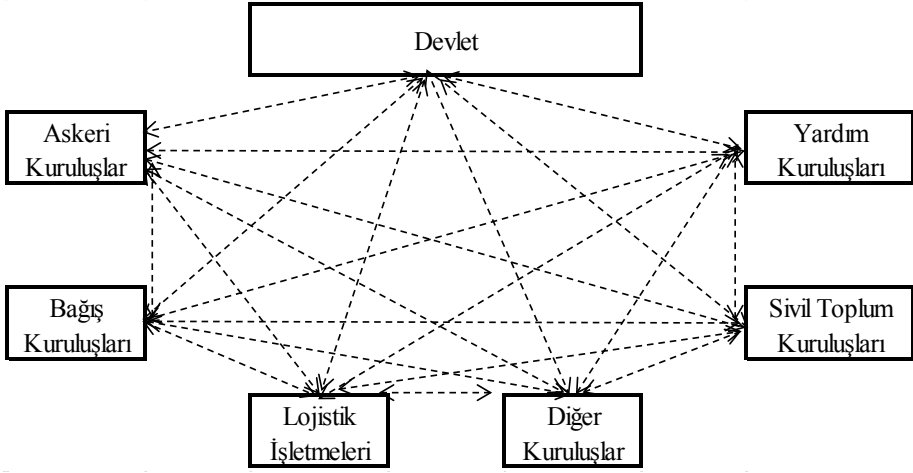 Devlet
Askeri
Kuruluşlar
Yardım
Kuruluşları
Bağış
Kuruluşları
Sivil Toplum
Kuruluşları
Lojistik
İşletmeleri
Diğer
Kuruluşlar